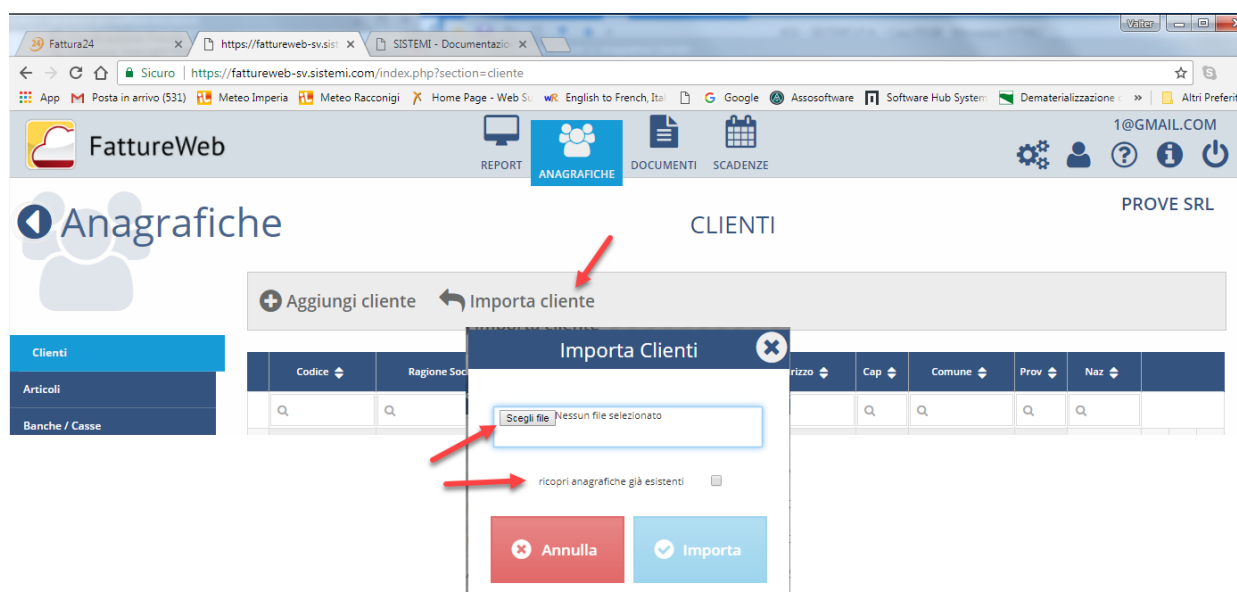 Valter
Fattura24 https://fattureweb-sv.sist SISTEMI - Documentazion
Sicuro https://fattureweb-sv.sistemi.com/index.php?section=cliente
App Posta in arrivo (531) Meteo Imperia Meteo Racconigi Home Page - Web Su English to French, Ital Google Assosoftware Software Hub System Dematerializzazione » Altri Preferit
1@GMAIL.COM
FattureWeb
REPORT ANAGRAFICHE DOCUMENTI SCADENZE
PROVE SRL
Anagrafiche CLIENTI
Aggiungi cliente Importa cliente
Importa Clienti
Clienti
Codice Ragione Soc rizzo Cap Comune Prov Naz
Articoli
Scegli file Nessun file selezionato
Banche / Casse
ricopri anagrafiche già esistenti
Annulla Importa